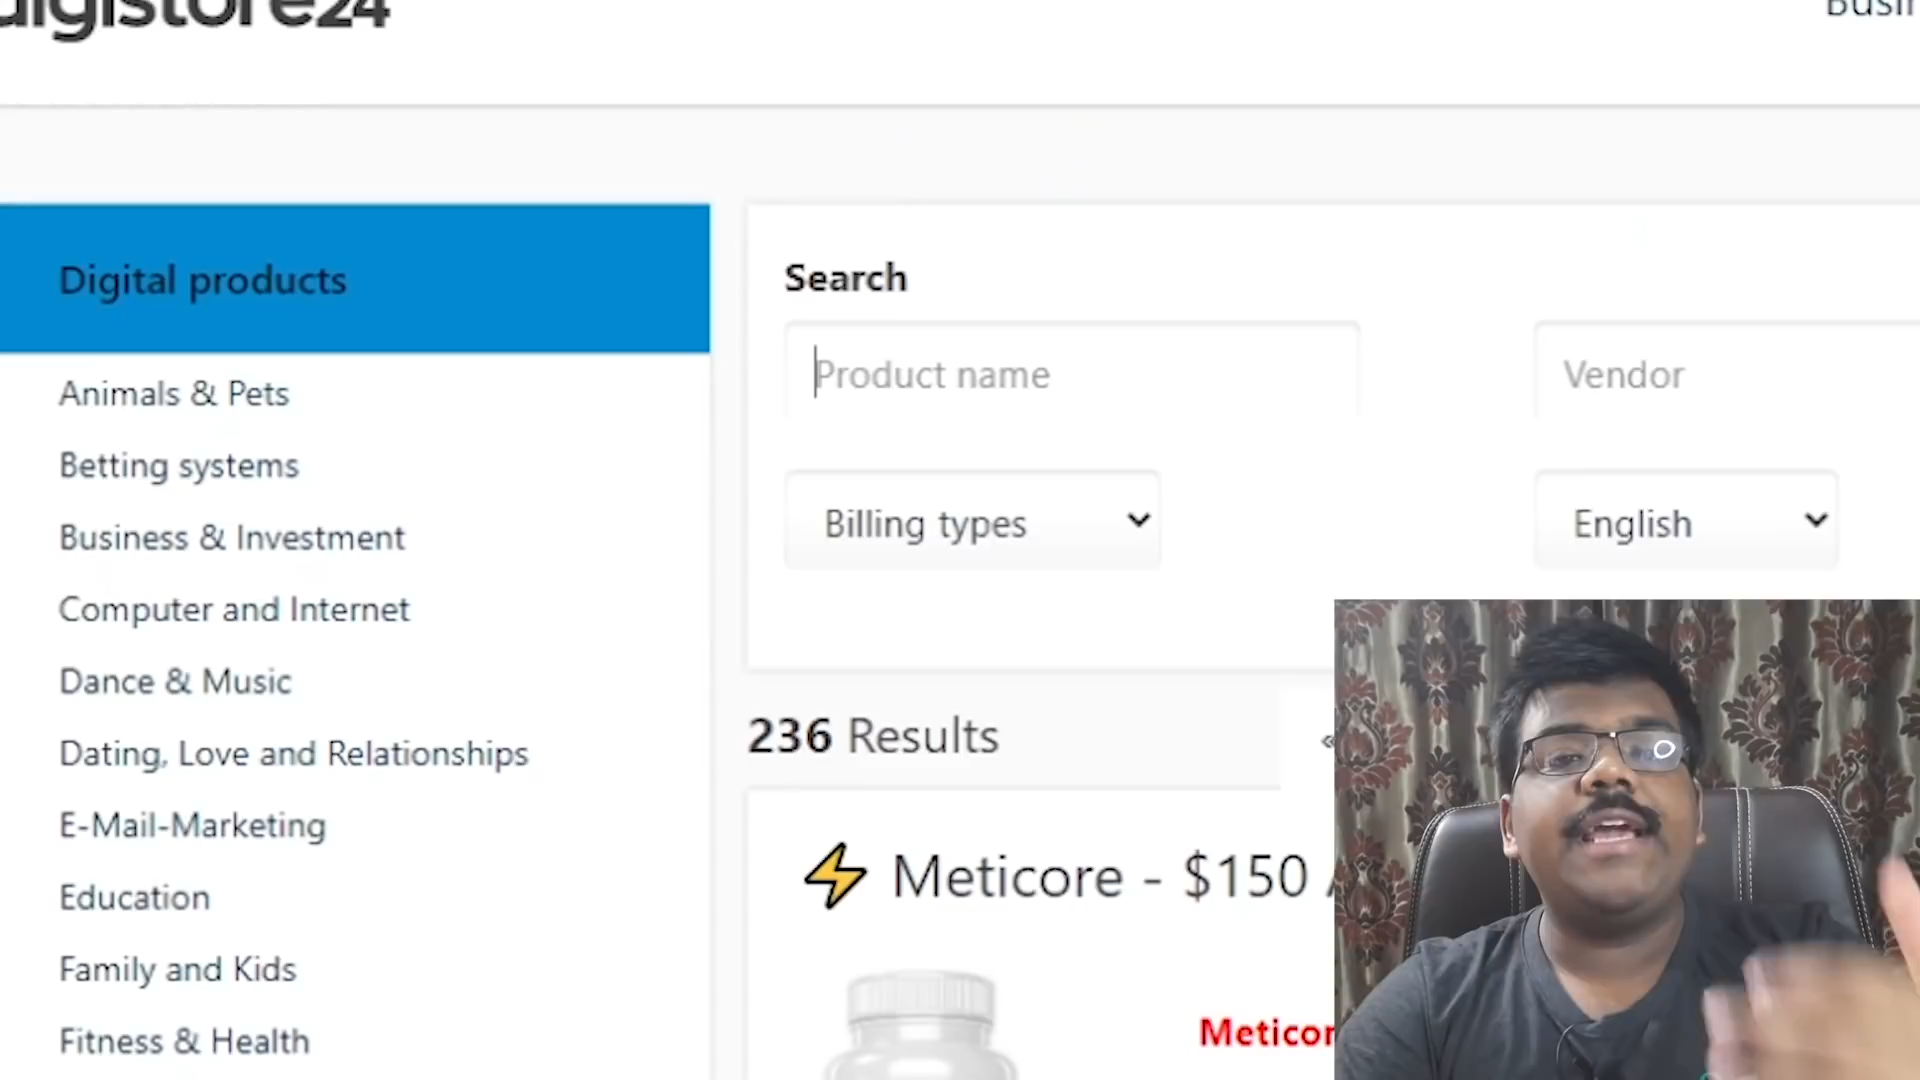 digistore24
Digital products
Animals & Pets
Betting systems
Business & Investment
Computer and Internet
Dance & Music
Dating, Love and Relationships
E-Mail-Marketing
Education
Family and Kids
Fitness & Health
Search
Product name
Vendor
Billing types
English
236 Results
«
Meticore - $150